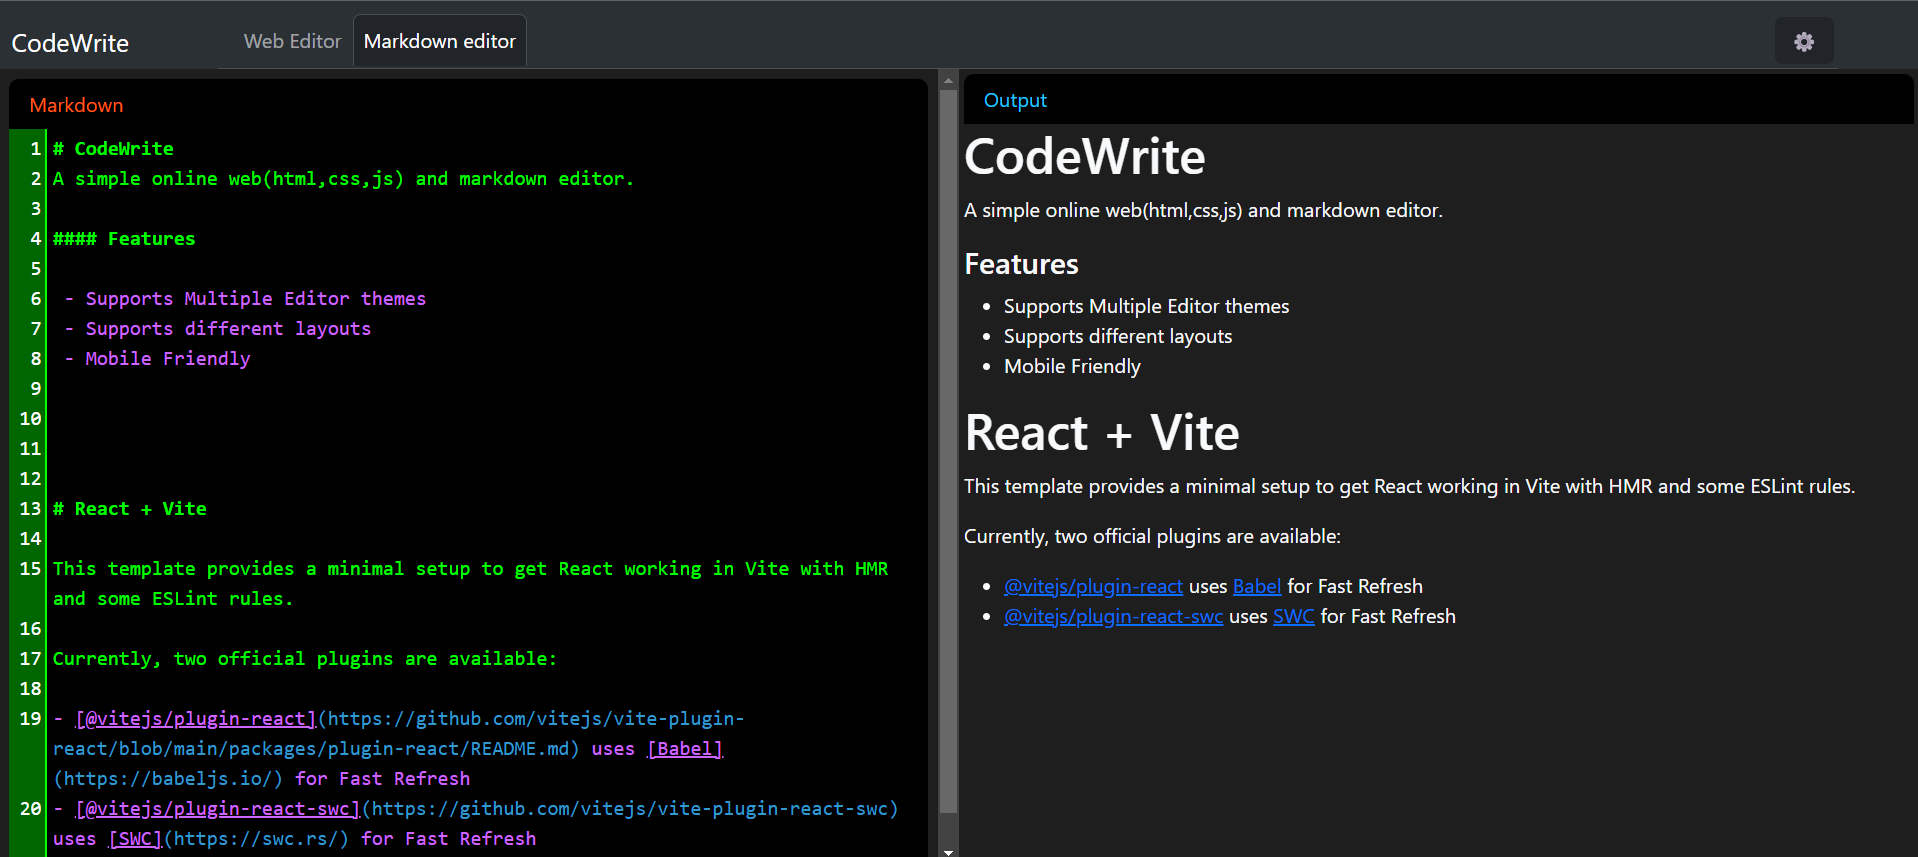 CodeWrite
Web Editor
Markdown editor
Markdown
1 # CodeWrite
2 A simple online web(html,css,js) and markdown editor.
3
4 #### Features
5
6 - Supports Multiple Editor themes
7 - Supports different layouts
8 - Mobile Friendly
9
10
11
12
13 # React + Vite
14
15 This template provides a minimal setup to get React working in Vite with HMR
and some ESLint rules.
16
17 Currently, two official plugins are available:
18
19 - [@vitejs/plugin-react](https://github.com/vitejs/vite-plugin-
react/blob/main/packages/plugin-react/README.md) uses [Babel]
(https://babeljs.io/) for Fast Refresh
20 - [@vitejs/plugin-react-swc](https://github.com/vitejs/vite-plugin-react-swc)
uses [SWC](https://swc.rs/) for Fast Refresh
Output
CodeWrite
A simple online web(html,css,js) and markdown editor.
Features
• Supports Multiple Editor themes
• Supports different layouts
• Mobile Friendly
React + Vite
This template provides a minimal setup to get React working in Vite with HMR and some ESLint rules.
Currently, two official plugins are available:
• @vitejs/plugin-react uses Babel for Fast Refresh
• @vitejs/plugin-react-swc uses SWC for Fast Refresh